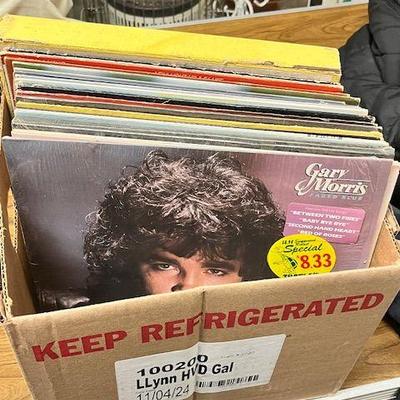 Gary
Morris
FADED BLUE
"BETWEEN TWO FIRES"
"BABY BYE BYE"
"SECOND HAND HEART"
"BED OF ROSES"
Special
$8.33
KEEP REFRIGERATED
100200
LLynn HVD Gal
11/04/24